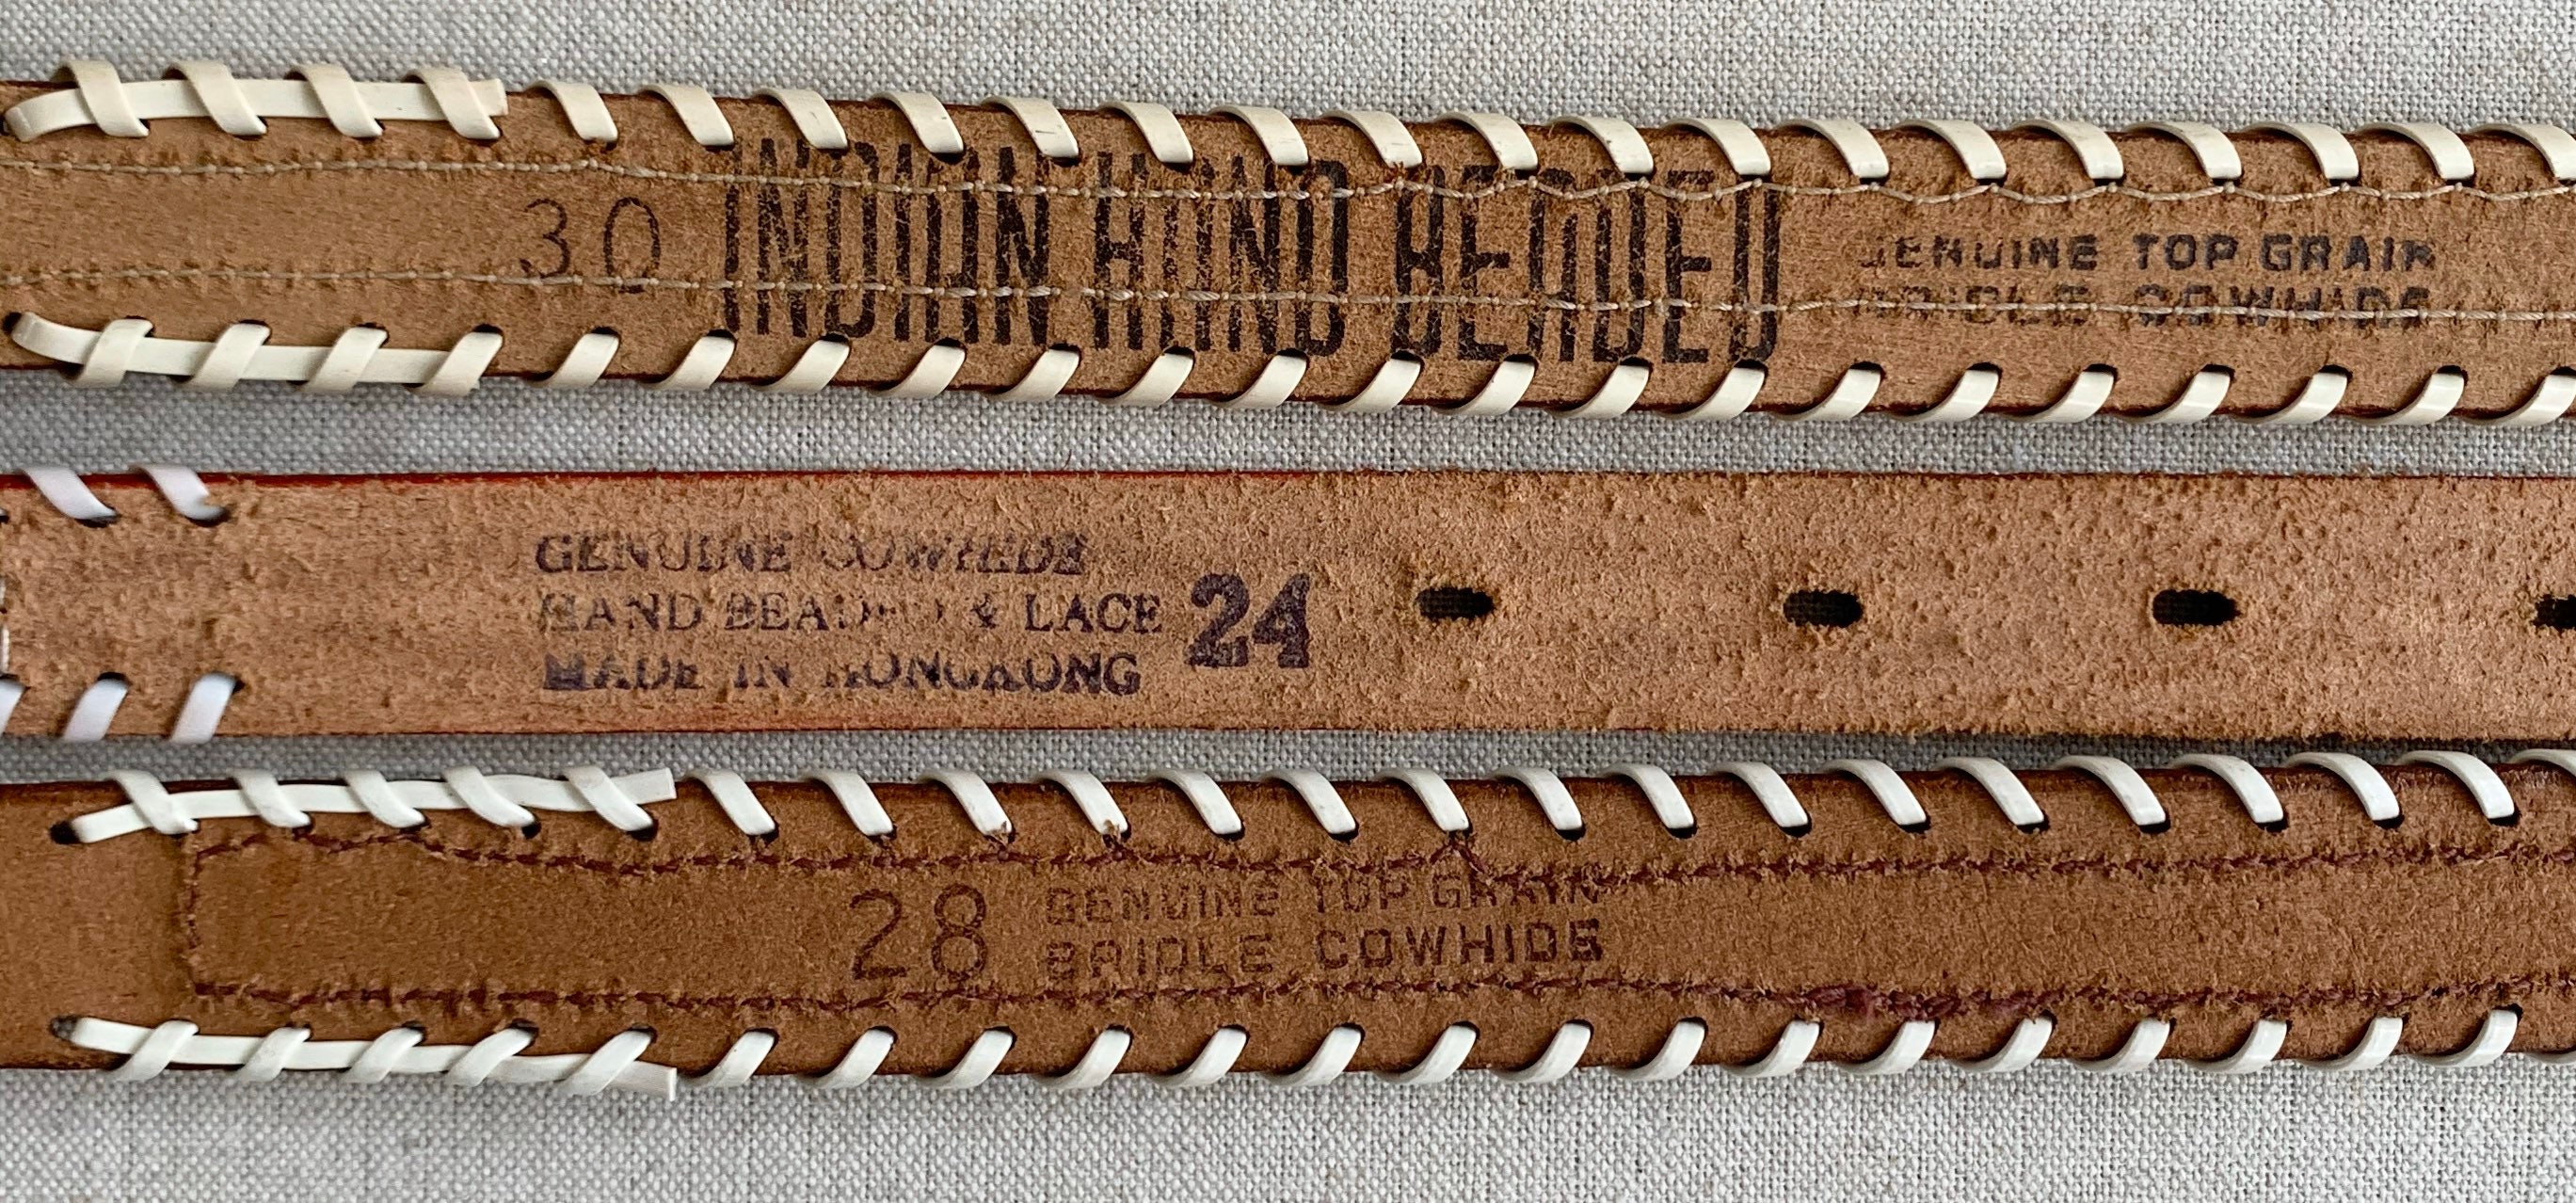 30 INDIAN HAND BEADED GENUINE TOP GRAIN
BRIDLE COWHIDE
GENUINE COWHIDE
HAND BEADED & LACE 24
MADE IN HONGKONG
28 GENUINE TOP GRAIN
BRIDLE COWHIDE